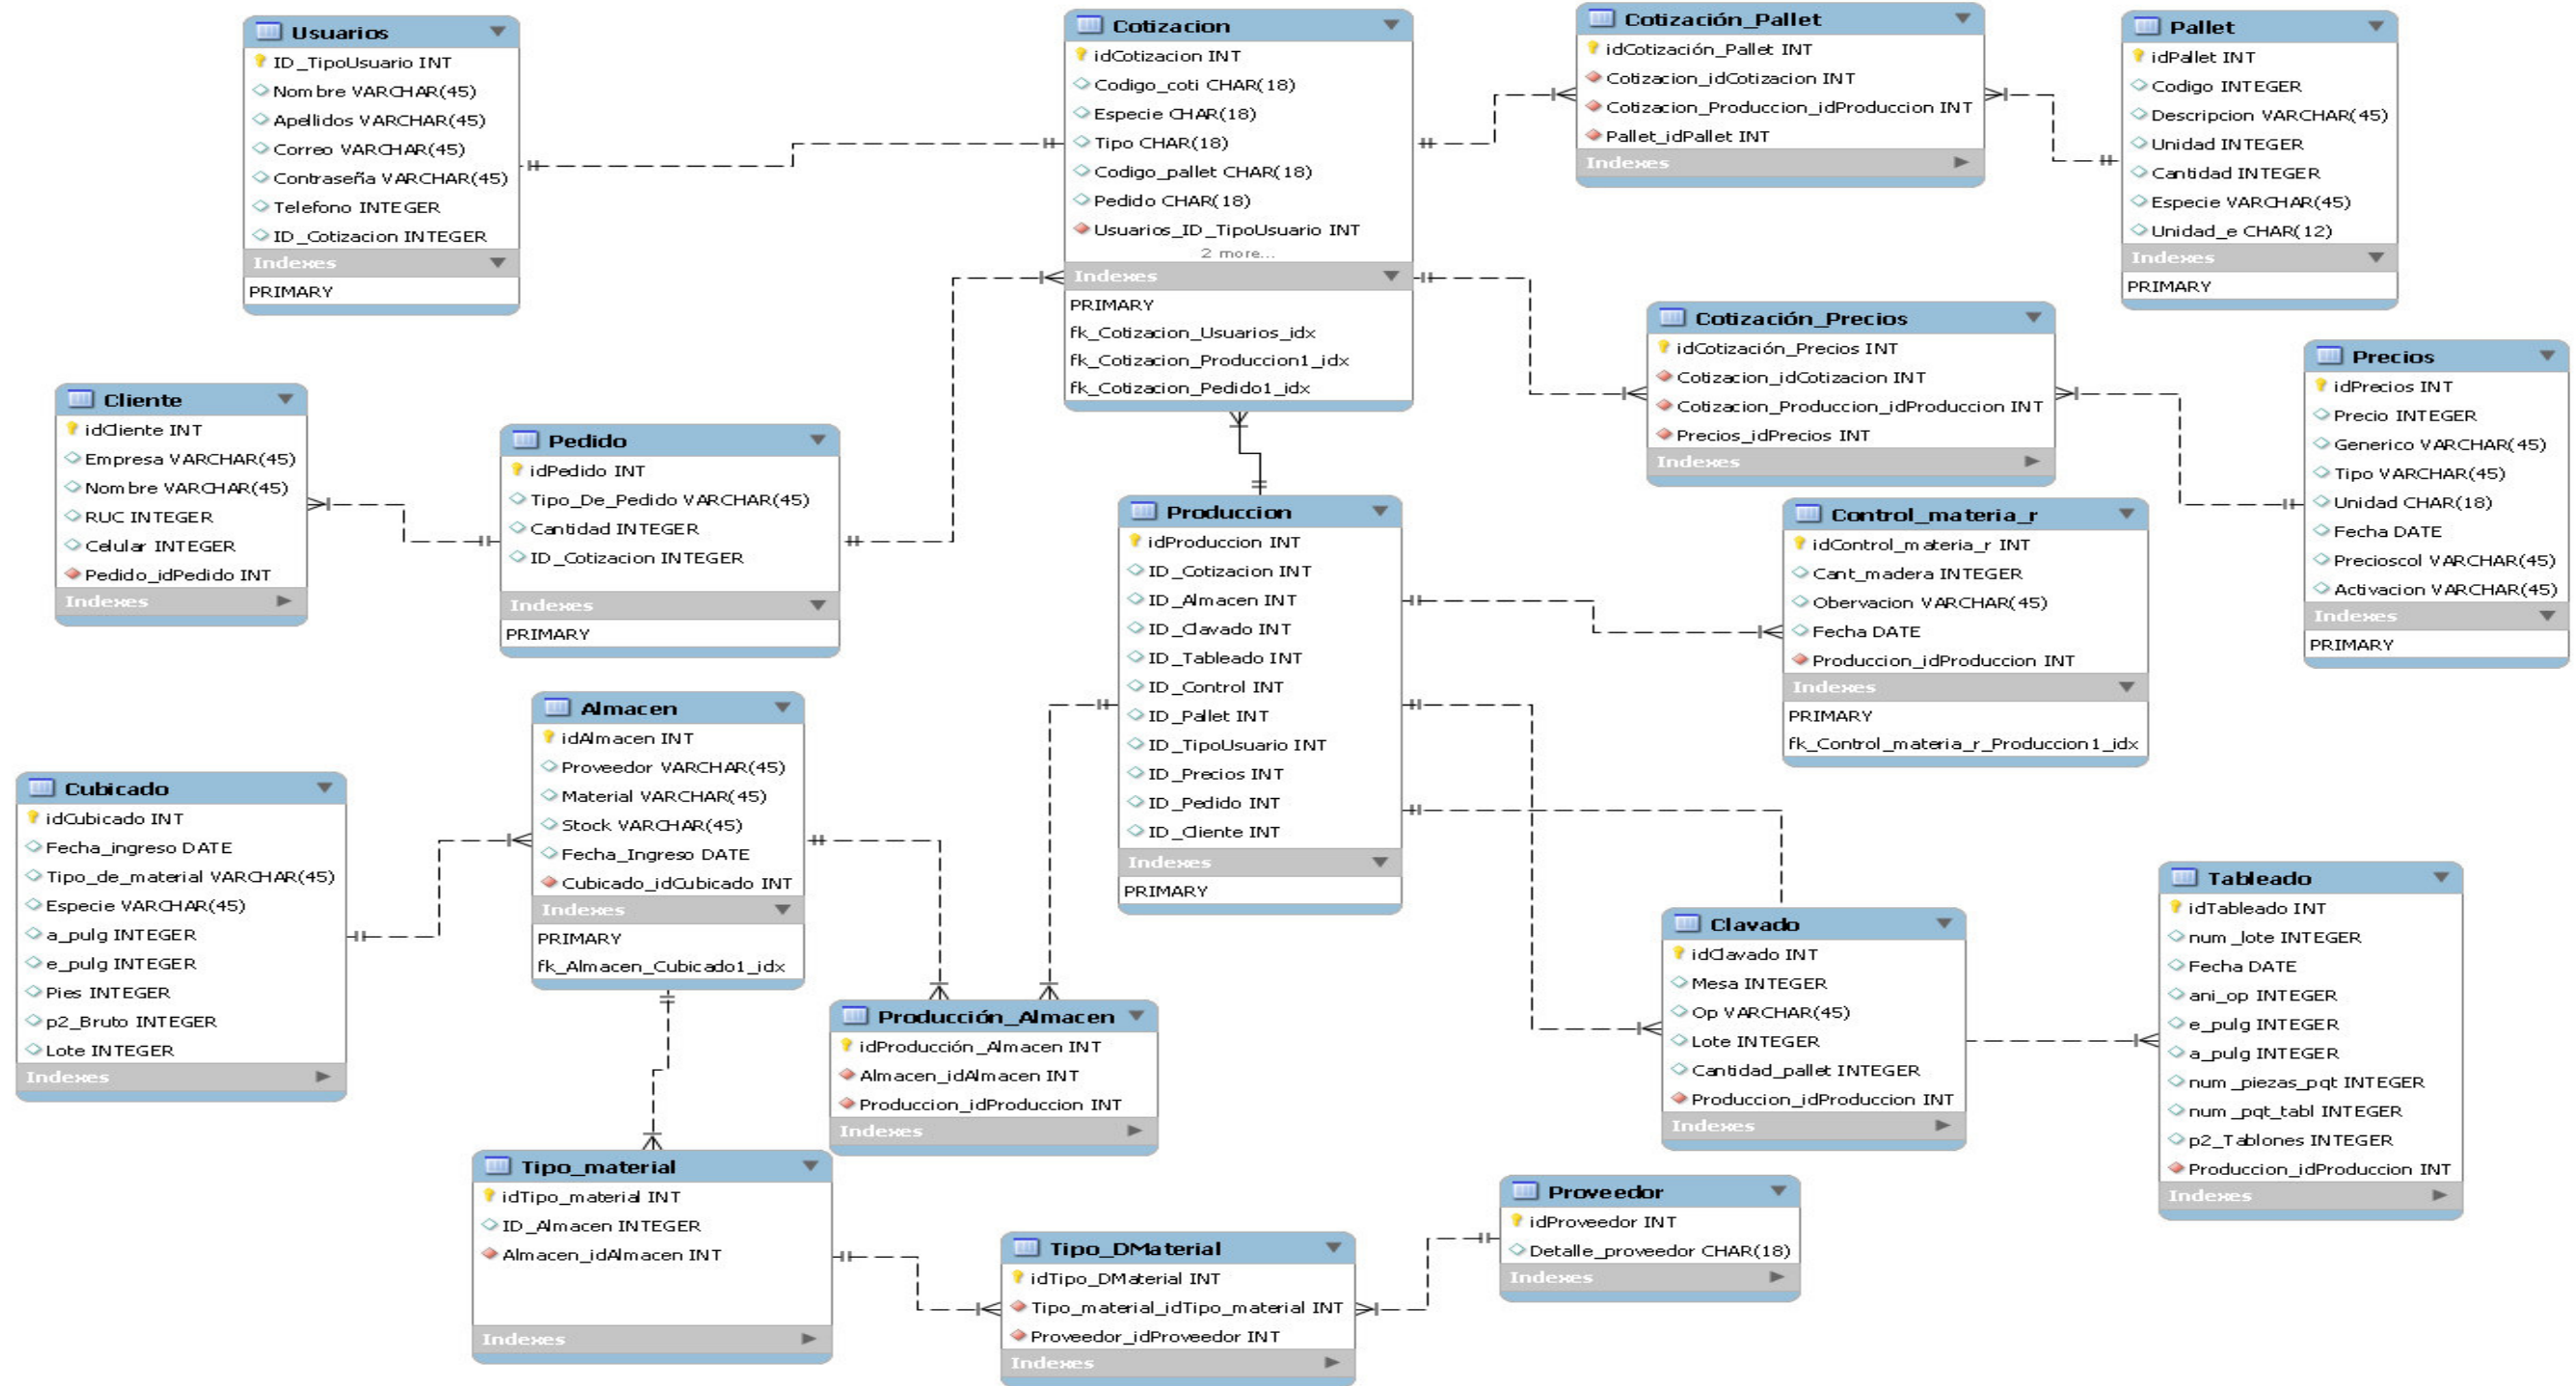 Usuarios
ID_TipoUsuario INT
Nombre VARCHAR(45)
Apellidos VARCHAR(45)
Correo VARCHAR(45)
Contraseña VARCHAR(45)
Telefono INTEGER
ID_Cotizacion INTEGER
Indexes
PRIMARY
Cotizacion
idCotizacion INT
Codigo_coti CHAR(18)
Especie CHAR(18)
Tipo CHAR(18)
Codigo_pallet CHAR(18)
Pedido CHAR(18)
Usuarios_ID_TipoUsuario INT
2 more...
Indexes
PRIMARY
fk_Cotizacion_Usuarios_idx
fk_Cotizacion_Produccion1_idx
fk_Cotizacion_Pedido1_idx
Cotización_Pallet
idCotización_Pallet INT
Cotizacion_idCotizacion INT
Cotizacion_Produccion_idProduccion INT
Pallet_idPallet INT
Indexes
Pallet
idPallet INT
Codigo INTEGER
Descripcion VARCHAR(45)
Unidad INTEGER
Cantidad INTEGER
Especie VARCHAR(45)
Unidad_e CHAR(12)
Indexes
PRIMARY
Cotización_Precios
idCotización_Precios INT
Cotizacion_idCotizacion INT
Cotizacion_Produccion_idProduccion INT
Precios_idPrecios INT
Indexes
Precios
idPrecios INT
Precio INTEGER
Generico VARCHAR(45)
Tipo VARCHAR(45)
Unidad CHAR(18)
Fecha DATE
Precioscol VARCHAR(45)
Activacion VARCHAR(45)
Indexes
PRIMARY
Cliente
idCliente INT
Empresa VARCHAR(45)
Nombre VARCHAR(45)
RUC INTEGER
Celular INTEGER
Pedido_idPedido INT
Indexes
Pedido
idPedido INT
Tipo_De_Pedido VARCHAR(45)
Cantidad INTEGER
ID_Cotizacion INTEGER
Indexes
PRIMARY
Produccion
idProduccion INT
ID_Cotizacion INT
ID_Almacen INT
ID_Clavado INT
ID_Tableado INT
ID_Control INT
ID_Pallet INT
ID_TipoUsuario INT
ID_Precios INT
ID_Pedido INT
ID_Cliente INT
Indexes
PRIMARY
Control_materia_r
idControl_materia_r INT
Cant_madera INTEGER
Obervacion VARCHAR(45)
Fecha DATE
Produccion_idProduccion INT
Indexes
PRIMARY
fk_Control_materia_r_Produccion1_idx
Almacen
idAlmacen INT
Proveedor VARCHAR(45)
Material VARCHAR(45)
Stock VARCHAR(45)
Fecha_Ingreso DATE
Cubicado_idCubicado INT
Indexes
PRIMARY
fk_Almacen_Cubicado1_idx
Cubicado
idCubicado INT
Fecha_ingreso DATE
Tipo_de_material VARCHAR(45)
Especie VARCHAR(45)
a_pulg INTEGER
e_pulg INTEGER
Pies INTEGER
p2_Bruto INTEGER
Lote INTEGER
Indexes
Producción_Almacen
idProducción_Almacen INT
Almacen_idAlmacen INT
Produccion_idProduccion INT
Indexes
Clavado
idClavado INT
Mesa INTEGER
Op VARCHAR(45)
Lote INTEGER
Cantidad_pallet INTEGER
Produccion_idProduccion INT
Indexes
Tableado
idTableado INT
num_lote INTEGER
Fecha DATE
ani_op INTEGER
e_pulg INTEGER
a_pulg INTEGER
num_piezas_pqt INTEGER
num_pqt_tabl INTEGER
p2_Tablones INTEGER
Produccion_idProduccion INT
Indexes
Tipo_material
idTipo_material INT
ID_Almacen INTEGER
Almacen_idAlmacen INT
Indexes
Tipo_DMaterial
idTipo_DMaterial INT
Tipo_material_idTipo_material INT
Proveedor_idProveedor INT
Indexes
Proveedor
idProveedor INT
Detalle_proveedor CHAR(18)
Indexes